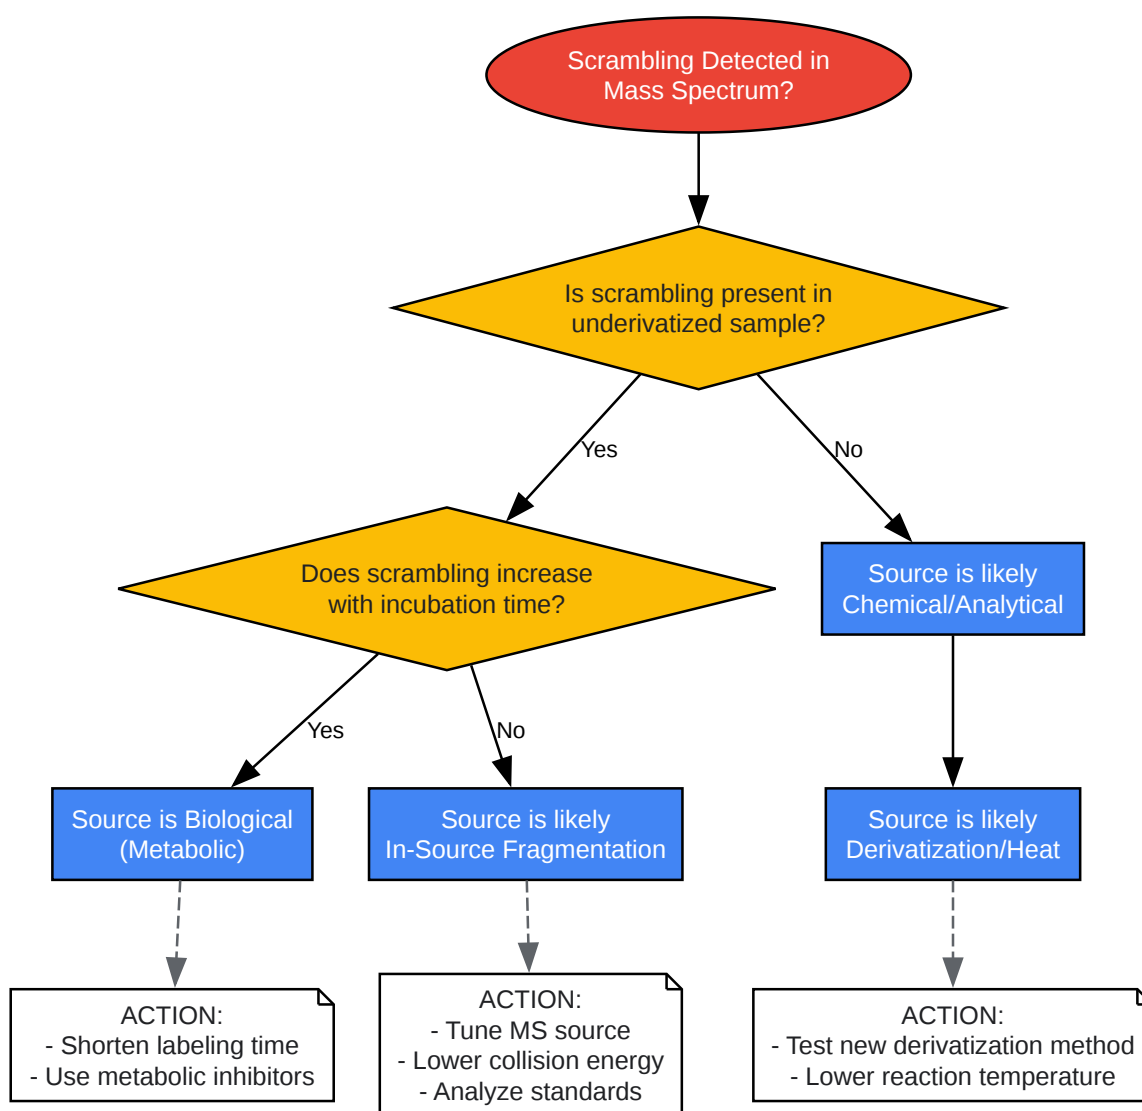 Scrambling Detected in
Mass Spectrum?
Is scrambling present in
underivatized sample?
Yes
No
Does scrambling increase
with incubation time?
Source is likely
Chemical/Analytical
Yes
No
Source is Biological
(Metabolic)
Source is likely
In-Source Fragmentation
Source is likely
Derivatization/Heat
ACTION:
- Shorten labeling time
- Use metabolic inhibitors
ACTION:
- Tune MS source
- Lower collision energy
- Analyze standards
ACTION:
- Test new derivatization method
- Lower reaction temperature